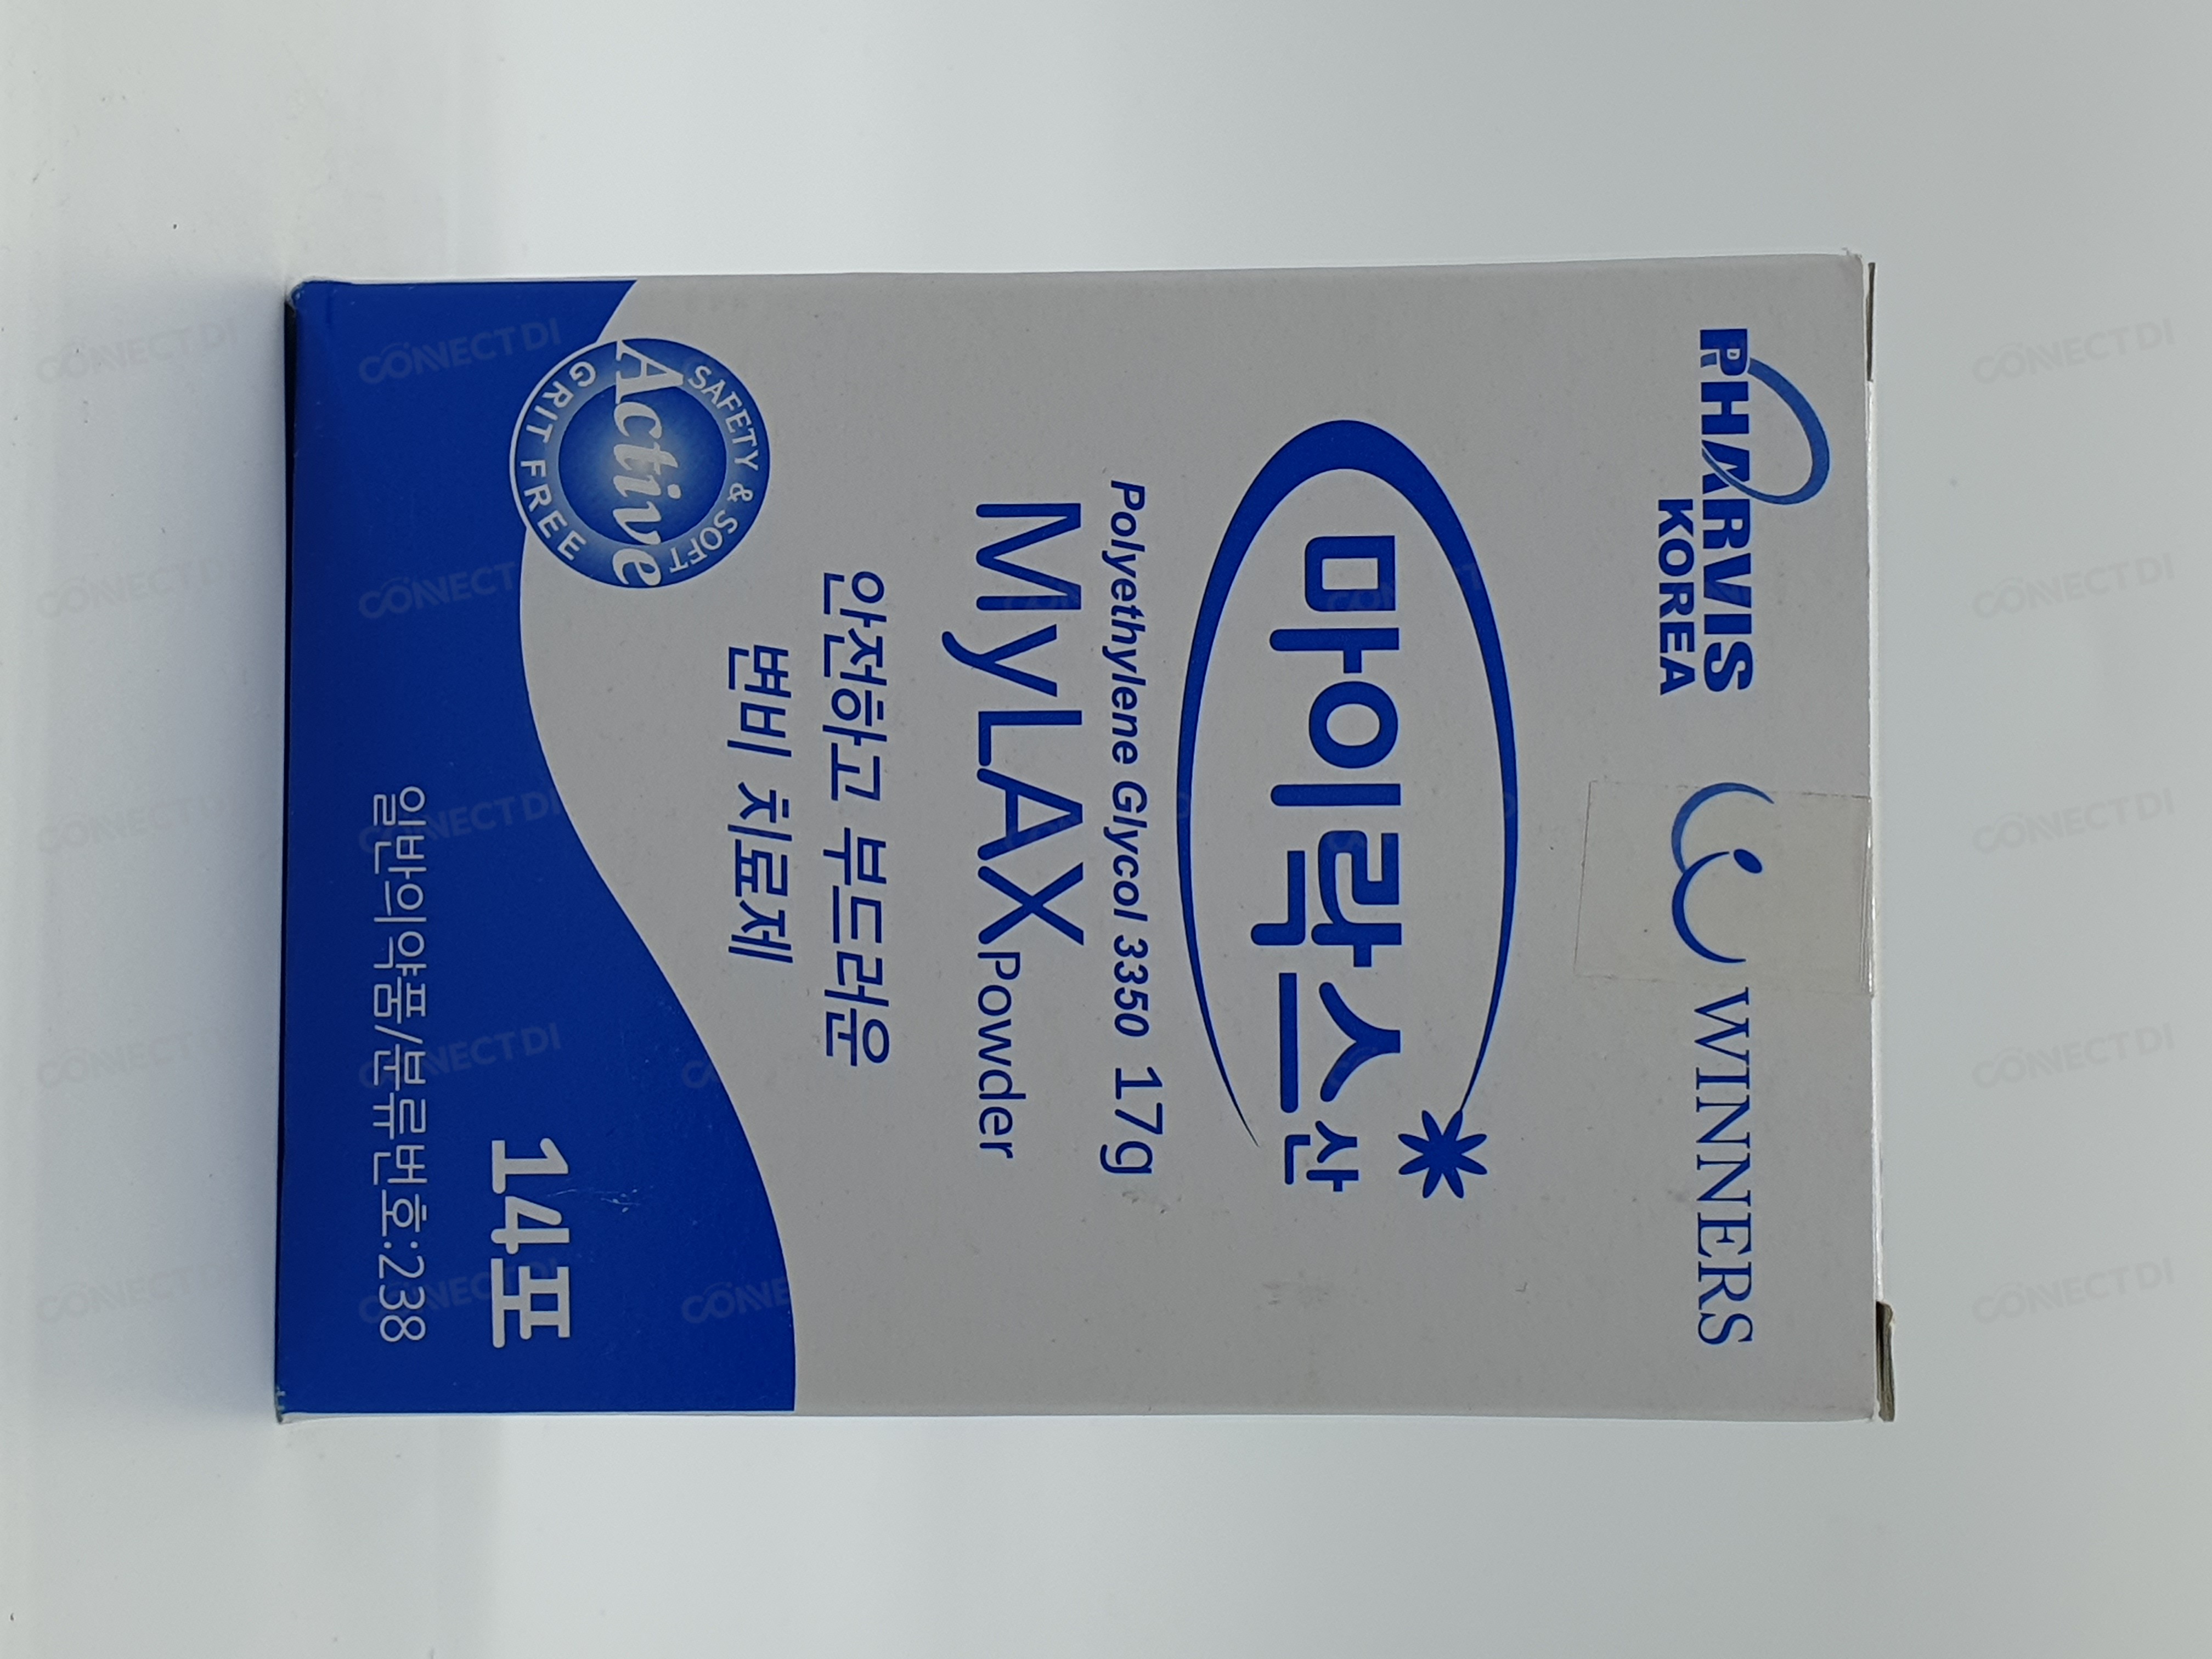 PHARVIS
KOREA
WINNERS
마이락스산
Polyethylene Glycol 3350 17g
MyLAX Powder
안전하고 부드러운
변비 치료제
SAFETY & SOFT
Active
GRIT FREE
14포
일반의약품/분류번호:238
CONNECTDI